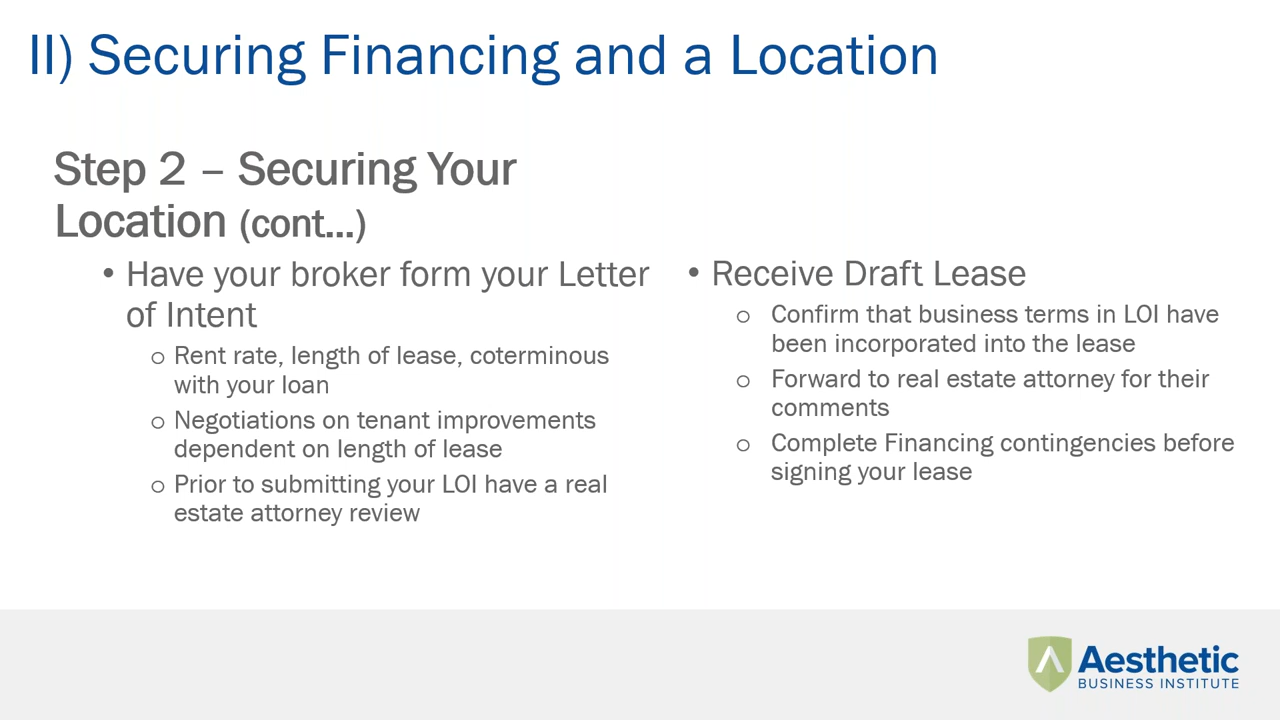 II) Securing Financing and a Location
Step 2 – Securing Your
Location (cont...)
• Have your broker form your Letter
of Intent
o Rent rate, length of lease, coterminous
with your loan
o Negotiations on tenant improvements
dependent on length of lease
o Prior to submitting your LOI have a real
estate attorney review
• Receive Draft Lease
o Confirm that business terms in LOI have
been incorporated into the lease
o Forward to real estate attorney for their
comments
o Complete Financing contingencies before
signing your lease
Aesthetic
BUSINESS INSTITUTE